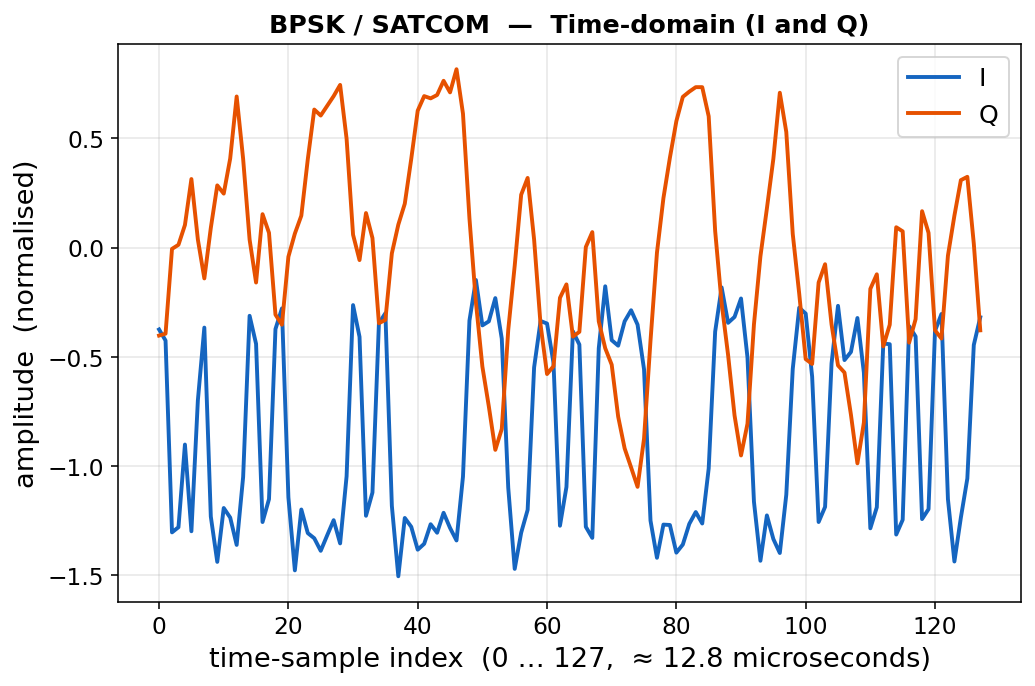 BPSK / SATCOM  —  Time-domain (I and Q)
I
Q
amplitude  (normalised)
0.5
0.0
−0.5
−1.0
−1.5
0 20 40 60 80 100 120
time-sample index  (0 ... 127,  ≈ 12.8 microseconds)